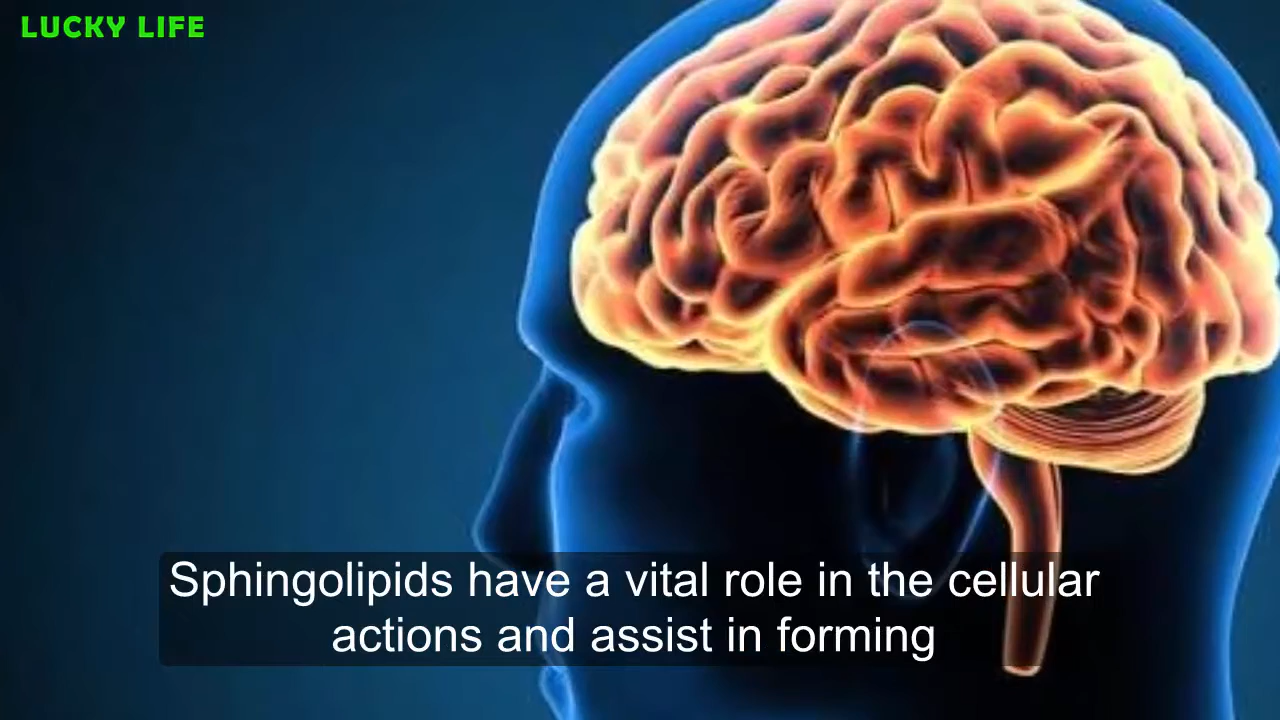 LUCKY LIFE
Sphingolipids have a vital role in the cellular
actions and assist in forming